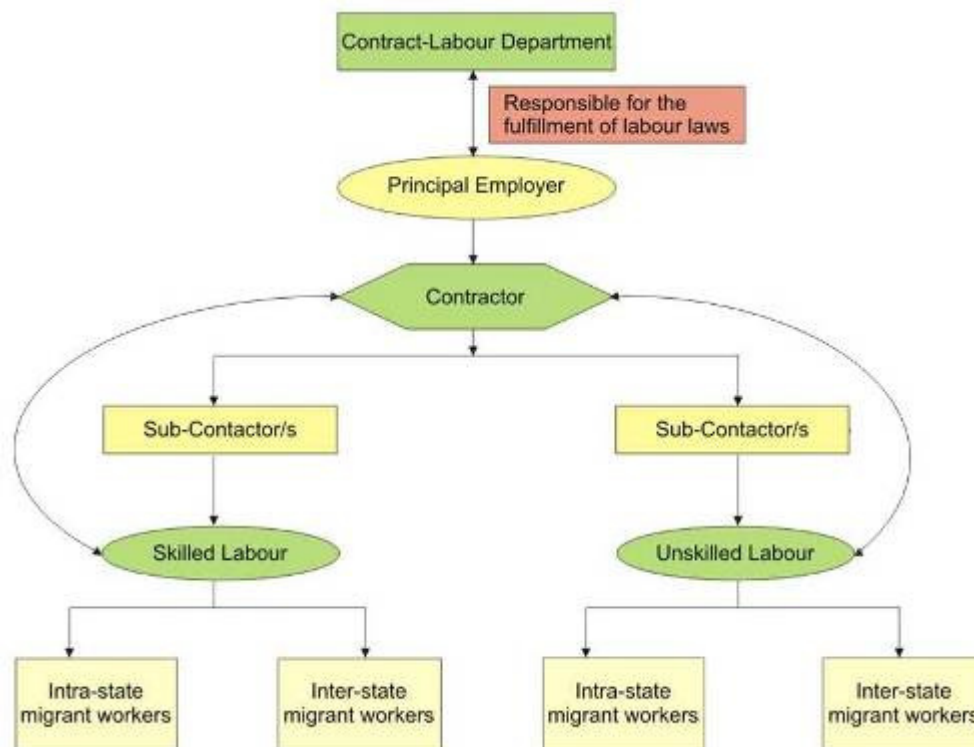 Contract-Labour Department
Responsible for the
fulfillment of labour laws
Principal Employer
Contractor
Sub-Contactor/s
Sub-Contactor/s
Skilled Labour
Unskilled Labour
Intra-state
migrant workers
Inter-state
migrant workers
Intra-state
migrant workers
Inter-state
migrant workers